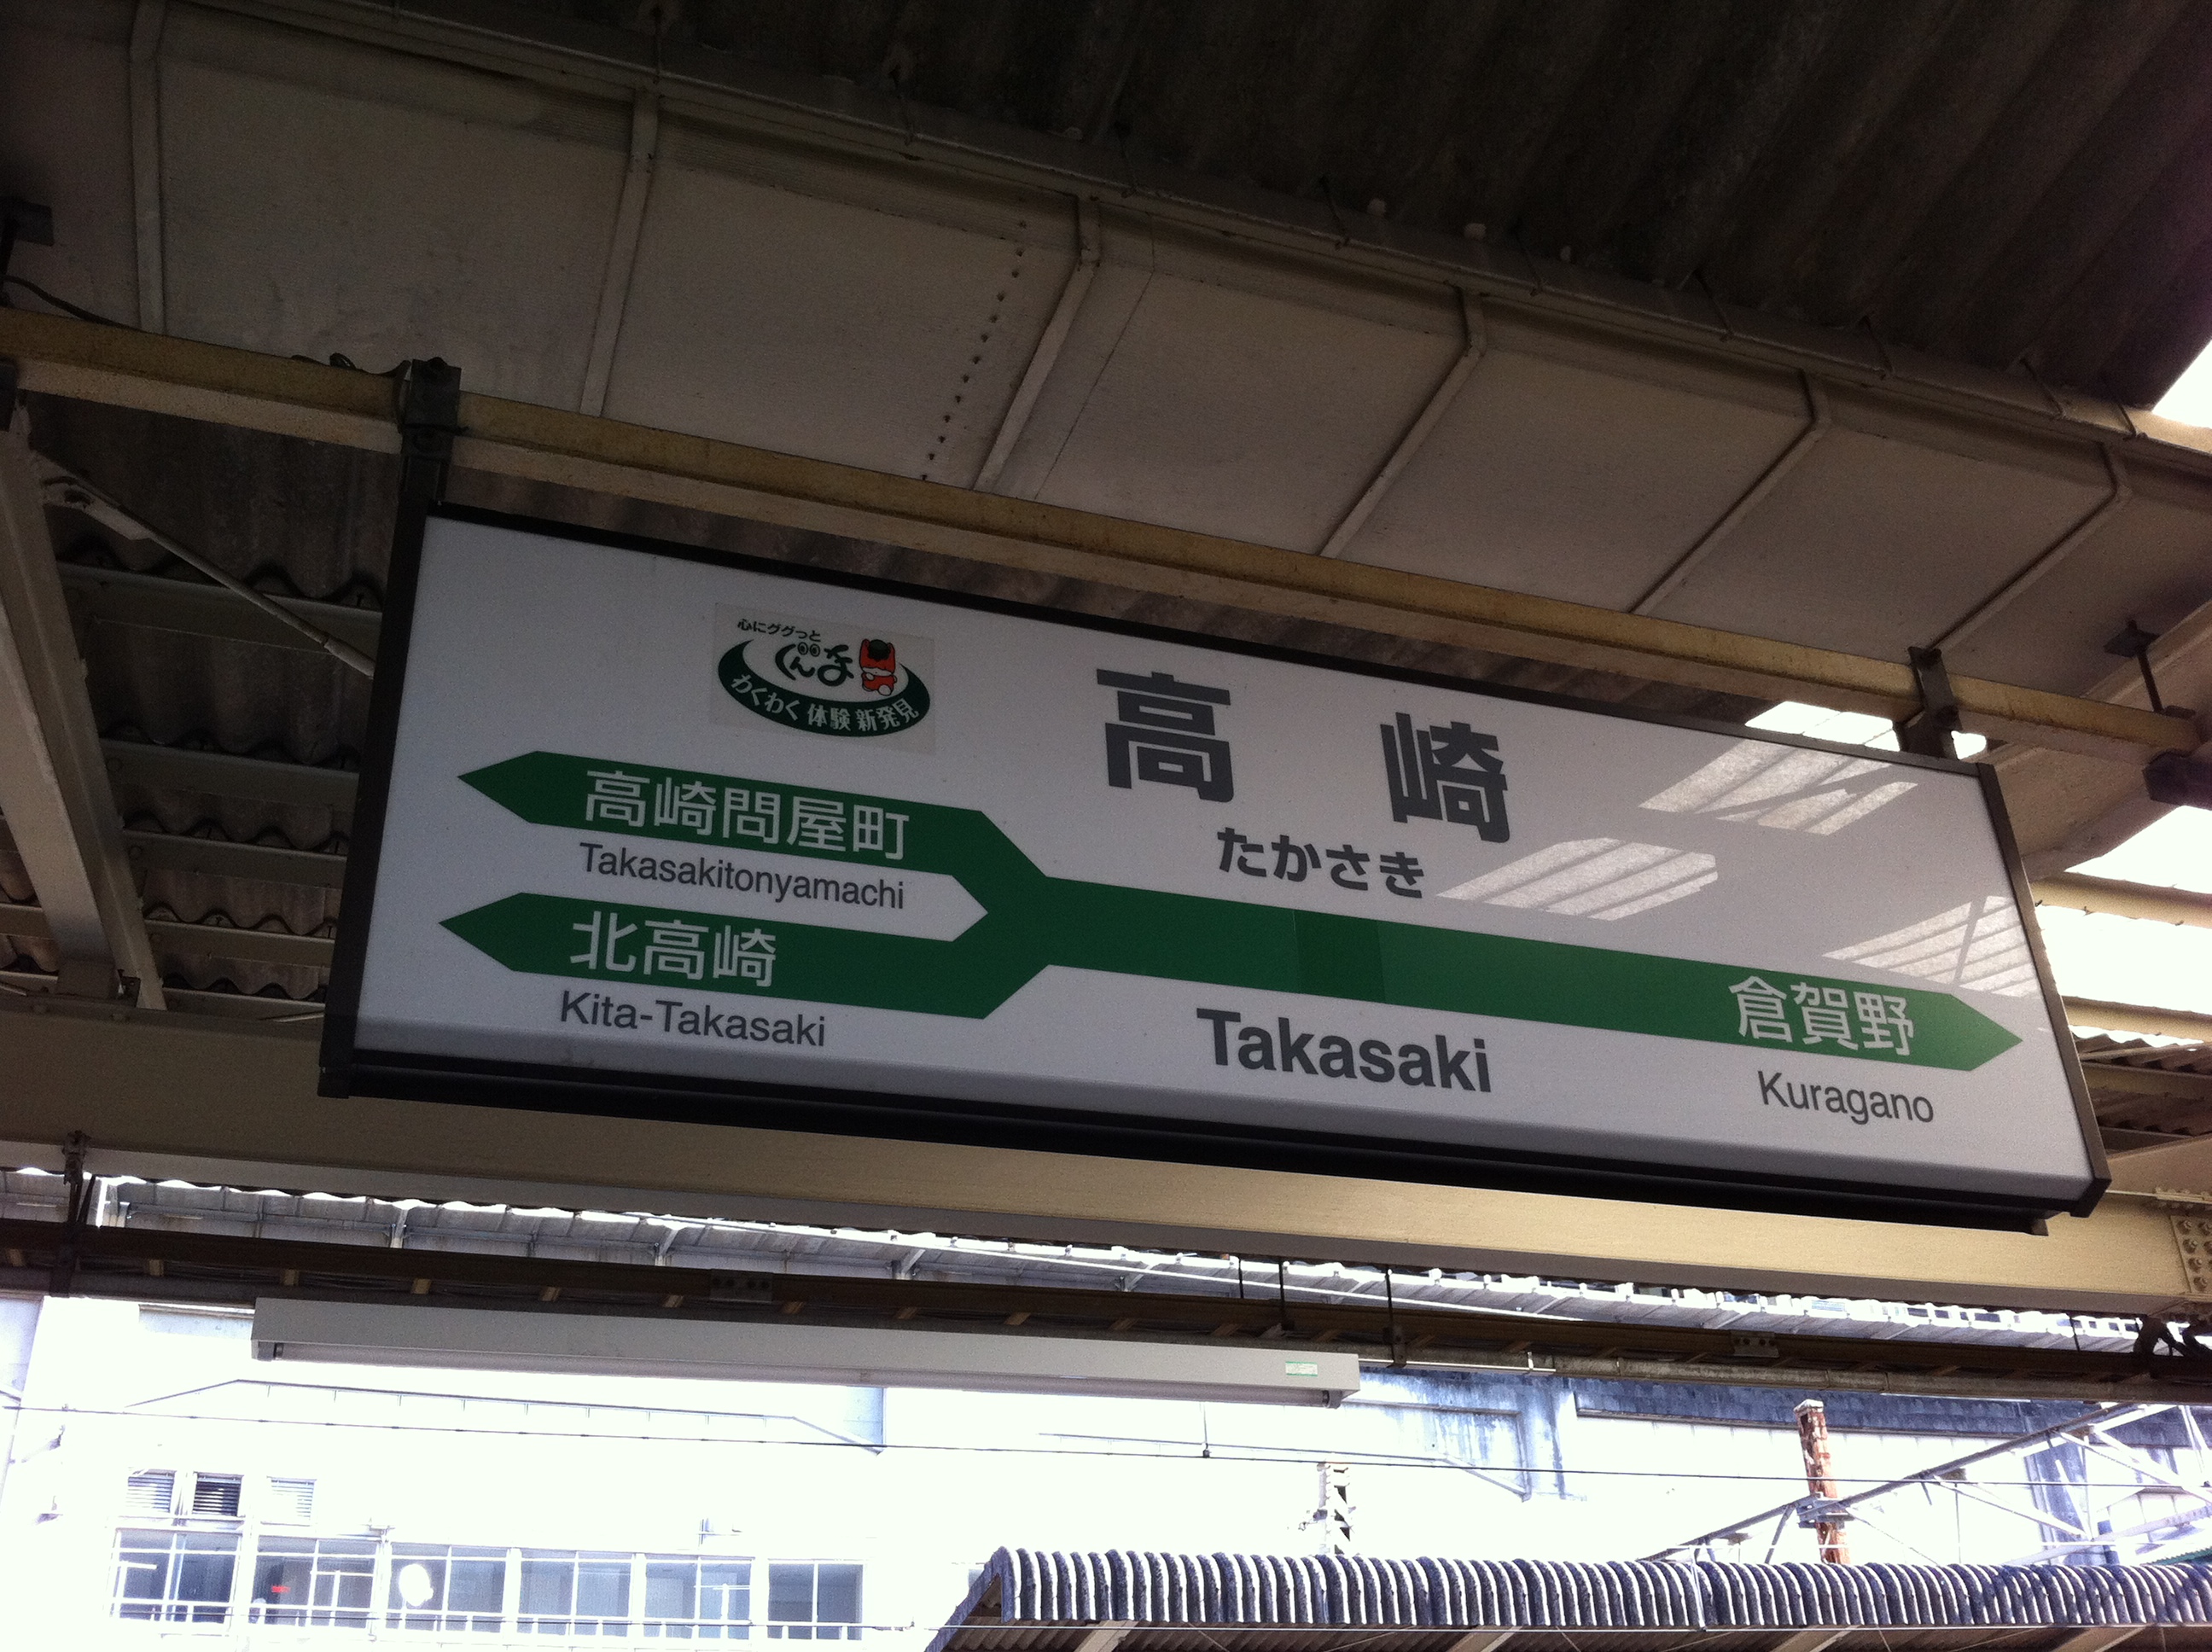 心にググっと
ぐんま
わくわく 体験 新発見
高崎
たかさき
Takasaki
高崎問屋町
Takasakitonyamachi
北高崎
Kita-Takasaki
倉賀野
Kuragano